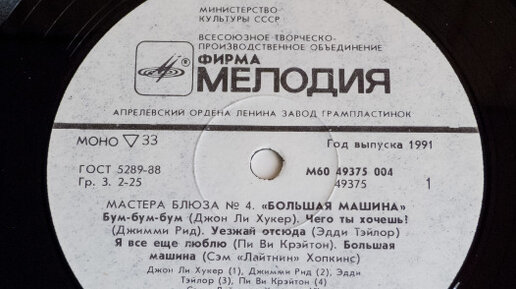 МИНИСТЕРСТВО
КУЛЬТУРЫ СССР
ВСЕСОЮЗНОЕ ТВОРЧЕСКО-
ПРОИЗВОДСТВЕННОЕ ОБЪЕДИНЕНИЕ
ФИРМА
МЕЛОДИЯ
АПРЕЛЕВСКИЙ ОРДЕНА ЛЕНИНА ЗАВОД ГРАМПЛАСТИНОК
МОНО ▽ 33 Год выпуска 1991
ГОСТ 5289-88 М60 49375 004
Гр. 3. 2-25 49375 1
МАСТЕРА БЛЮЗА № 4. «БОЛЬШАЯ МАШИНА»
Бум-бум-бум (Джон Ли Хукер). Чего ты хочешь!
(Джимми Рид). Уезжай отсюда (Эдди Тэйлор)
Я все еще люблю (Пи Ви Крэйтон). Большая
машина (Сэм «Лайтнин» Хопкинс)
Джон Ли Хукер (1), Джимми Рид (2), Эдди
Тэйлор (3), Пи Ви Крэйтон (4)